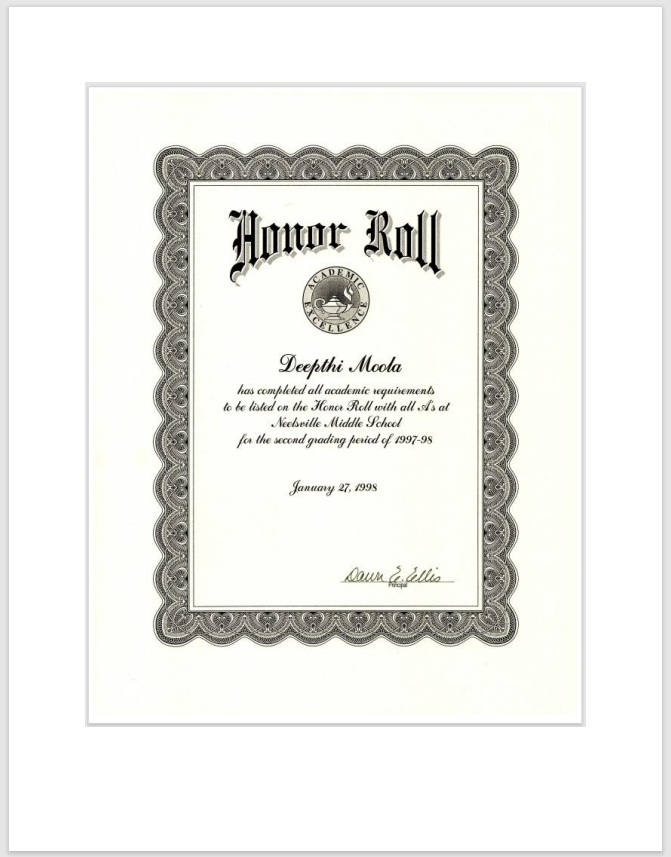 Honor Roll
ACADEMIC
EXCELLENCE
Deepthi Moola
has completed all academic requirements
to be listed on the Honor Roll with all A's at
Neelsville Middle School
for the second grading period of 1997-98
January 27, 1998
Dawn E. Ellis
Principal